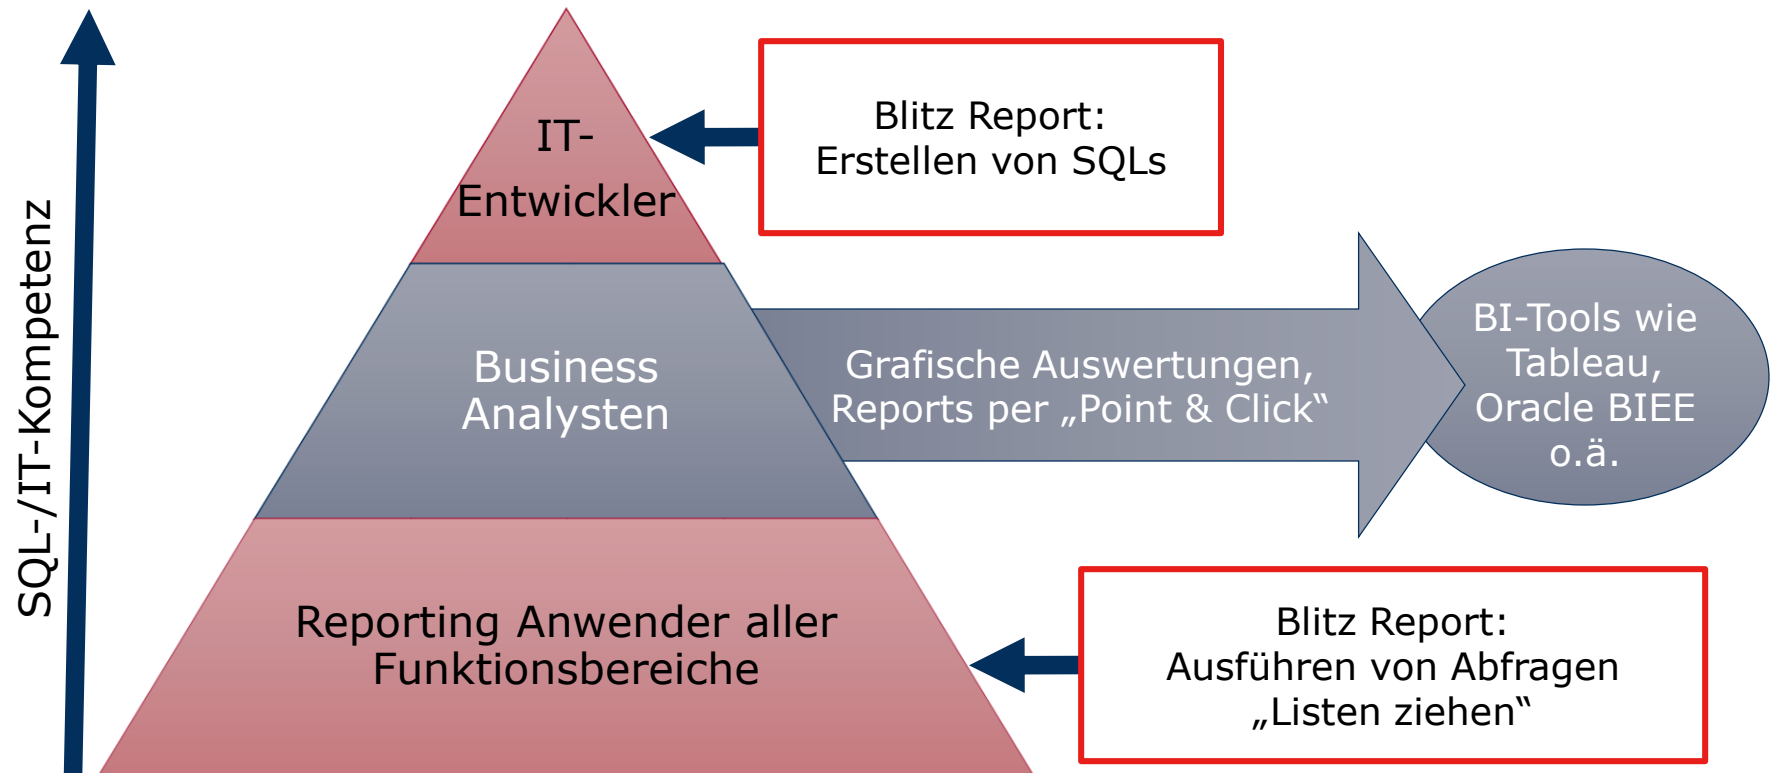 SQL-/IT-Kompetenz
IT-
Entwickler
Blitz Report:
Erstellen von SQLs
Business
Analysten
Grafische Auswertungen,
Reports per „Point & Click“
BI-Tools wie
Tableau,
Oracle BIEE
o.ä.
Reporting Anwender aller
Funktionsbereiche
Blitz Report:
Ausführen von Abfragen
„Listen ziehen“